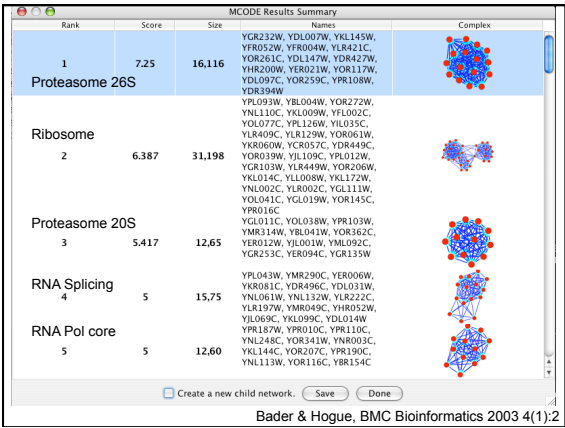 MCODE Results Summary
Rank Score Size Names Complex
YGR232W, YDL007W, YKL145W,
YFR052W, YFR004W, YLR421C,
YOR261C, YDL147W, YDR427W,
1 7.25 16,116
YHR200W, YER021W, YOR117W,
YDL097C, YOR259C, YPR108W,
Proteasome 26S
YDR394W
YPL093W, YBL004W, YOR272W,
YNL110C, YKL009W, YFL002C,
YOL077C, YPL126W, YIL035C,
Ribosome
YLR409C, YLR129W, YOR061W,
YKR060W, YCR057C, YDR449C,
2 6.387 31,198
YOR039W, YJL109C, YPL012W,
YGR103W, YLR449W, YOR206W,
YKL014C, YLL008W, YKL172W,
YNL002C, YLR002C, YGL111W,
YOL041C, YGL019W, YOR145C,
YPR016C
Proteasome 20S
YGL011C, YOL038W, YPR103W,
YMR314W, YBL041W, YOR362C,
3 5.417 12,65
YER012W, YJL001W, YML092C,
YGR253C, YER094C, YGR135W
YPL043W, YMR290C, YER006W,
RNA Splicing
YKR081C, YDR496C, YDL031W,
4 5 15,75
YNL061W, YNL132W, YLR222C,
YLR197W, YMR049C, YHR052W,
YJL069C, YKL099C, YDL014W
RNA Pol core
YPR187W, YPR010C, YPR110C,
YNL248C, YOR341W, YNR003C,
5 5 12,60
YKL144C, YOR207C, YPR190C,
YNL113W, YOR116C, YBR154C
Create a new child network. Save Done
Bader & Hogue, BMC Bioinformatics 2003 4(1):2